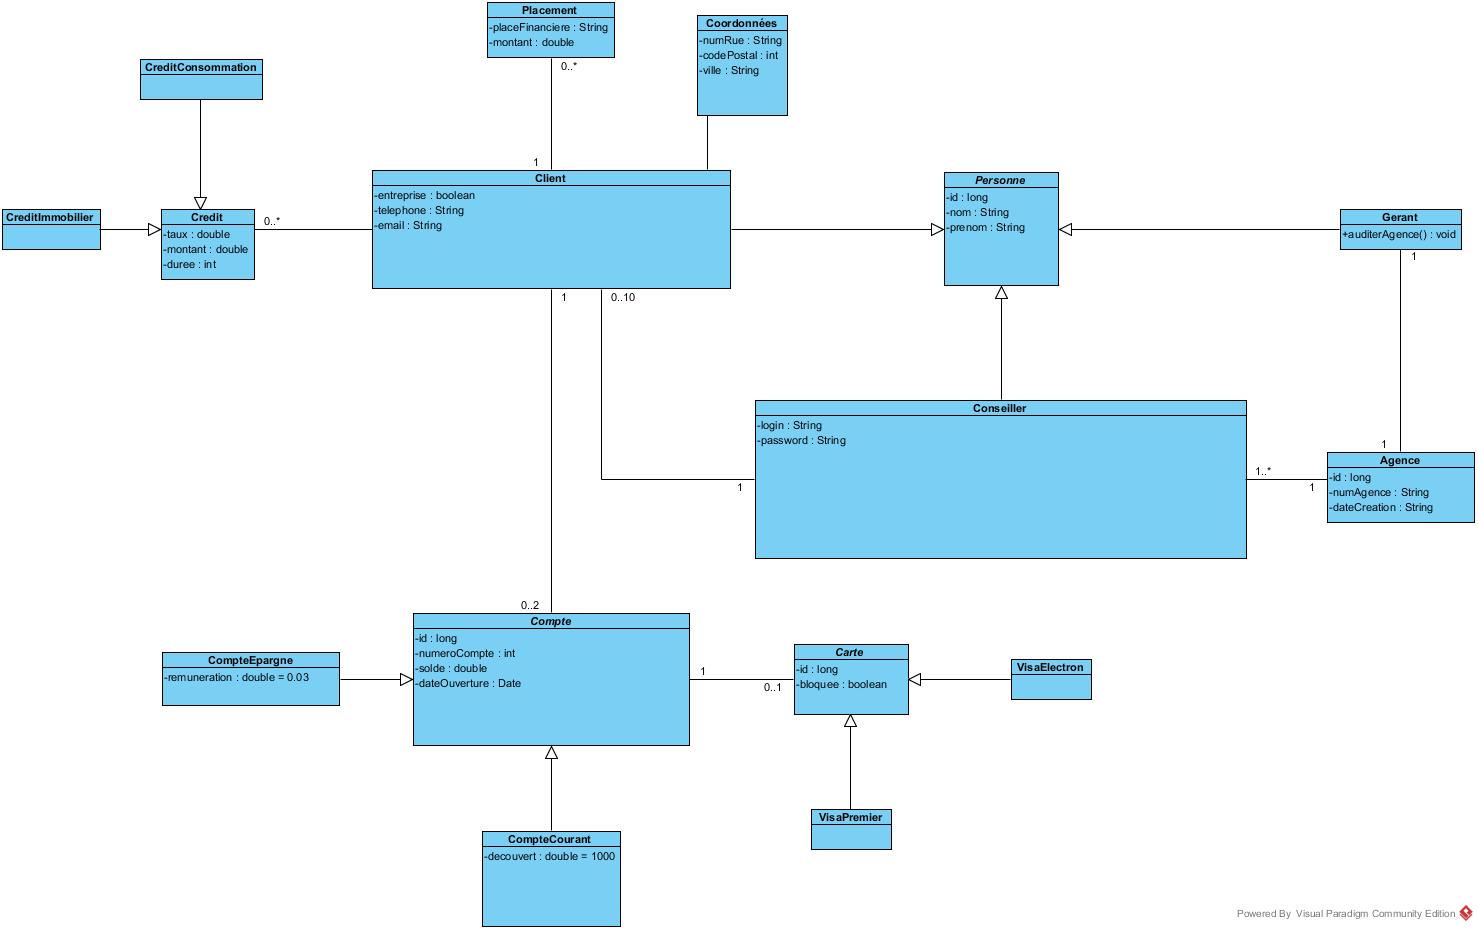 Placement
-placeFinanciere : String
-montant : double
0..*
Coordonnées
-numRue : String
-codePostal : int
-ville : String
CreditConsommation
1
Client
-entreprise : boolean
-telephone : String
-email : String
Personne
-id : long
-nom : String
-prenom : String
CreditImmobilier
Credit
-taux : double
-montant : double
-duree : int
0..*
Gerant
+auditerAgence() : void
1
1
0..10
Conseiller
-login : String
-password : String
1
1..*
1
1
Agence
-id : long
-numAgence : String
-dateCreation : String
0..2
Compte
-id : long
-numeroCompte : int
-solde : double
-dateOuverture : Date
CompteEpargne
-remuneration : double = 0.03
1
0..1
Carte
-id : long
-bloquee : boolean
VisaElectron
VisaPremier
CompteCourant
-decouvert : double = 1000
Powered By Visual Paradigm Community Edition